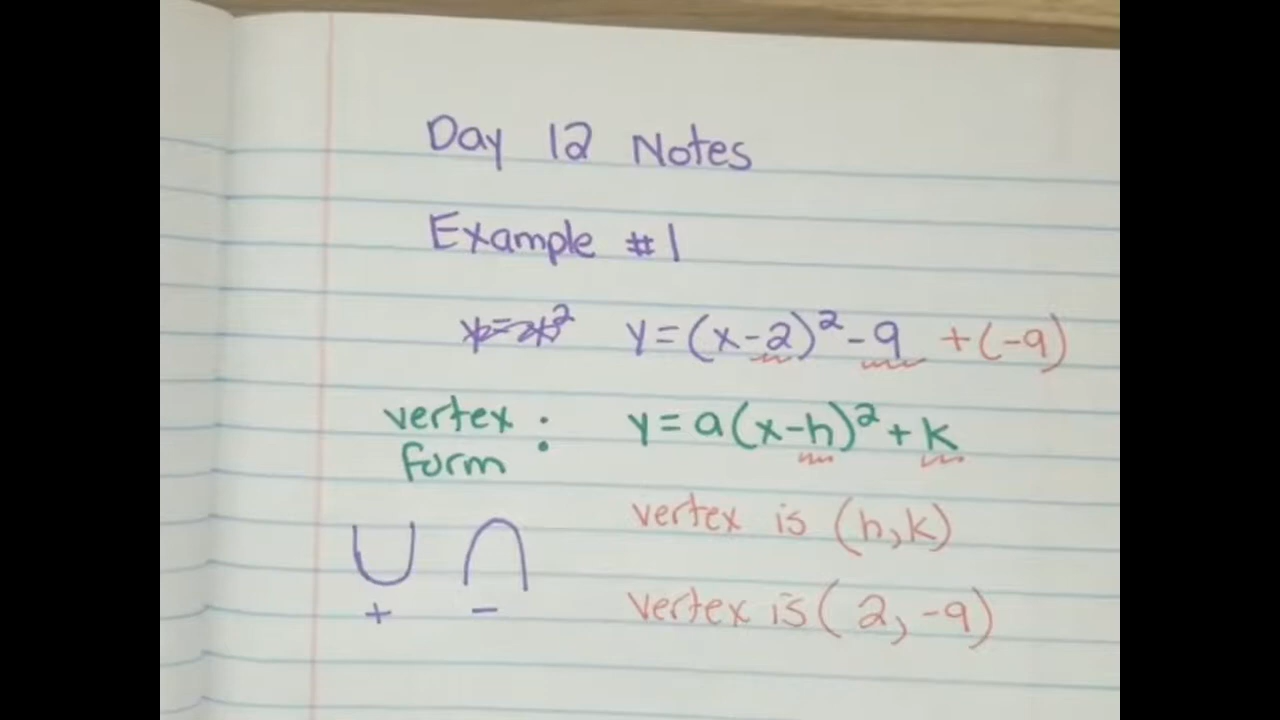 Day 12 Notes
Example #1
y=(x-2)²-9 +(-9)
vertex form: y=a(x-h)²+k
vertex is (h,k)
+ − vertex is (2,-9)